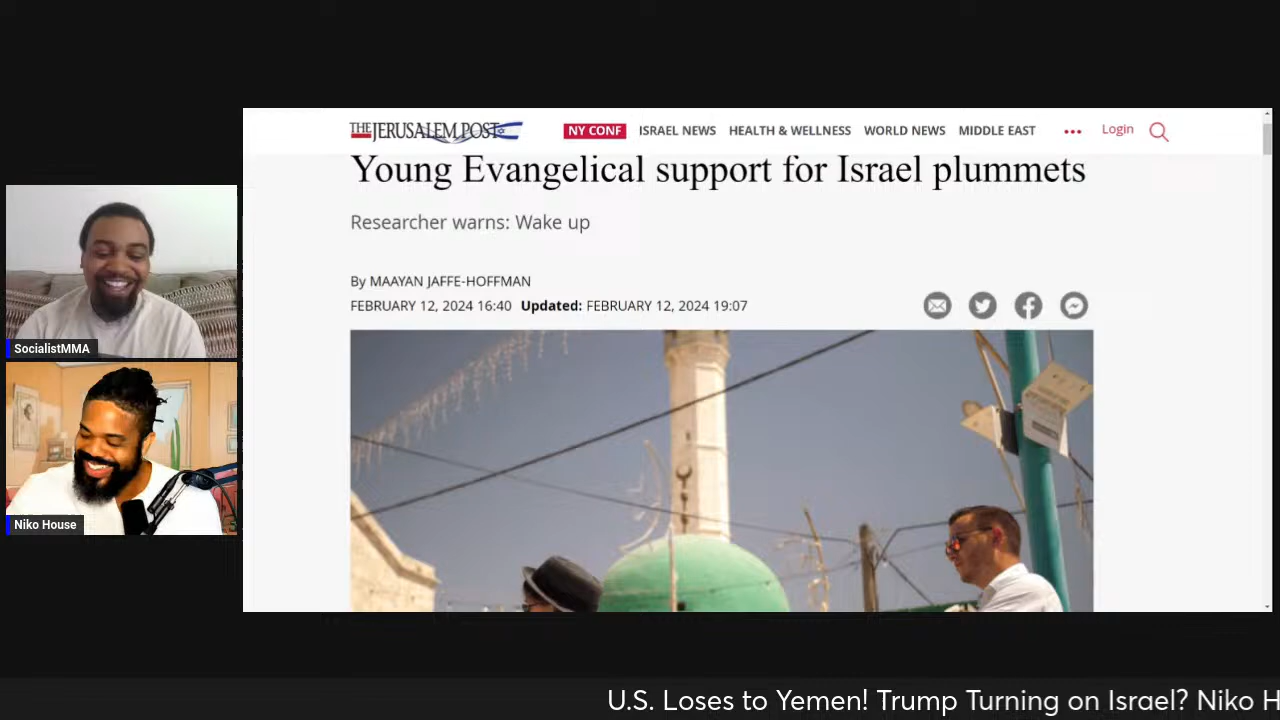 THE JERUSALEM POST
NY CONF ISRAEL NEWS HEALTH & WELLNESS WORLD NEWS MIDDLE EAST Login
Young Evangelical support for Israel plummets
Researcher warns: Wake up
By MAAYAN JAFFE-HOFFMAN
FEBRUARY 12, 2024 16:40 Updated: FEBRUARY 12, 2024 19:07
SocialistMMA
Niko House
U.S. Loses to Yemen! Trump Turning on Israel? Niko H